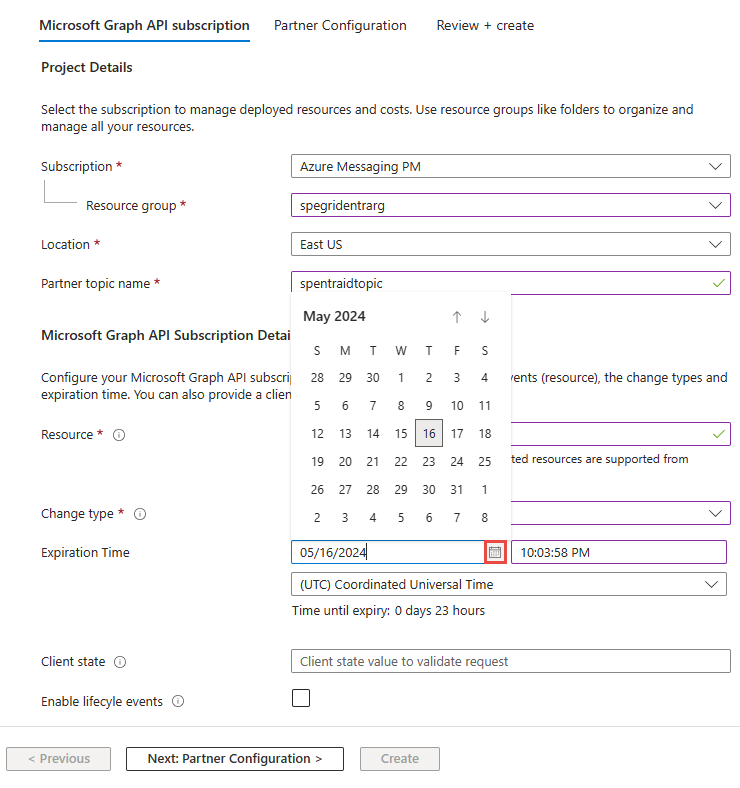 Microsoft Graph API subscription Partner Configuration Review + create
Project Details
Select the subscription to manage deployed resources and costs. Use resource groups like folders to organize and
manage all your resources.
Subscription * Azure Messaging PM
Resource group * spegridentrarg
Location * East US
Partner topic name * spentraidtopic
May 2024
Microsoft Graph API Subscription Detai
S M T W T F S
Configure your Microsoft Graph API subscri vents (resource), the change types and
28 29 30 1 2 3 4
expiration time. You can also provide a clien
5 6 7 8 9 10 11
Resource * 12 13 14 15 16 17 18
19 20 21 22 23 24 25 ted resources are supported from
26 27 28 29 30 31 1
Change type * 2 3 4 5 6 7 8
Expiration Time 05/16/2024 10:03:58 PM
(UTC) Coordinated Universal Time
Time until expiry: 0 days 23 hours
Client state Client state value to validate request
Enable lifecyle events
< Previous Next: Partner Configuration > Create